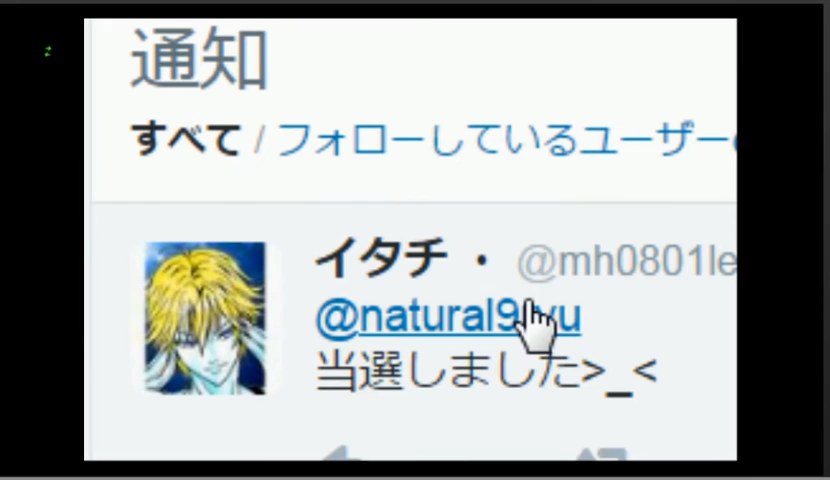 通知
すべて / フォローしているユーザー
イタチ・ @mh0801le
当選しました>_<